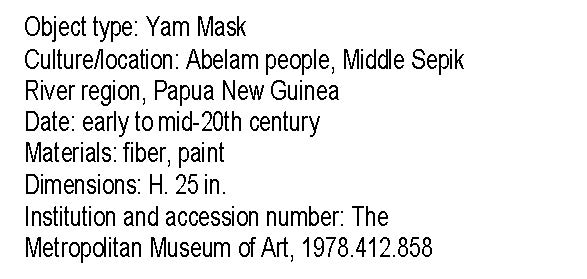 Object type: Yam Mask
Culture/location: Abelam people, Middle Sepik
River region, Papua New Guinea
Date: early to mid-20th century
Materials: fiber, paint
Dimensions: H. 25 in.
Institution and accession number: The
Metropolitan Museum of Art, 1978.412.858